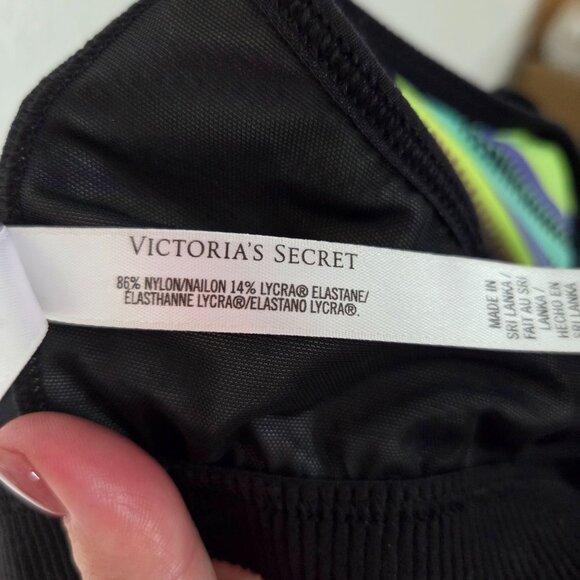 VICTORIA'S SECRET
86% NYLON/NAILON 14% LYCRA® ELASTANE/
ÉLASTHANNE LYCRA®/ELASTANO LYCRA®.
MADE IN
SRI LANKA /
FAIT AU SRI
LANKA /
HECHO EN